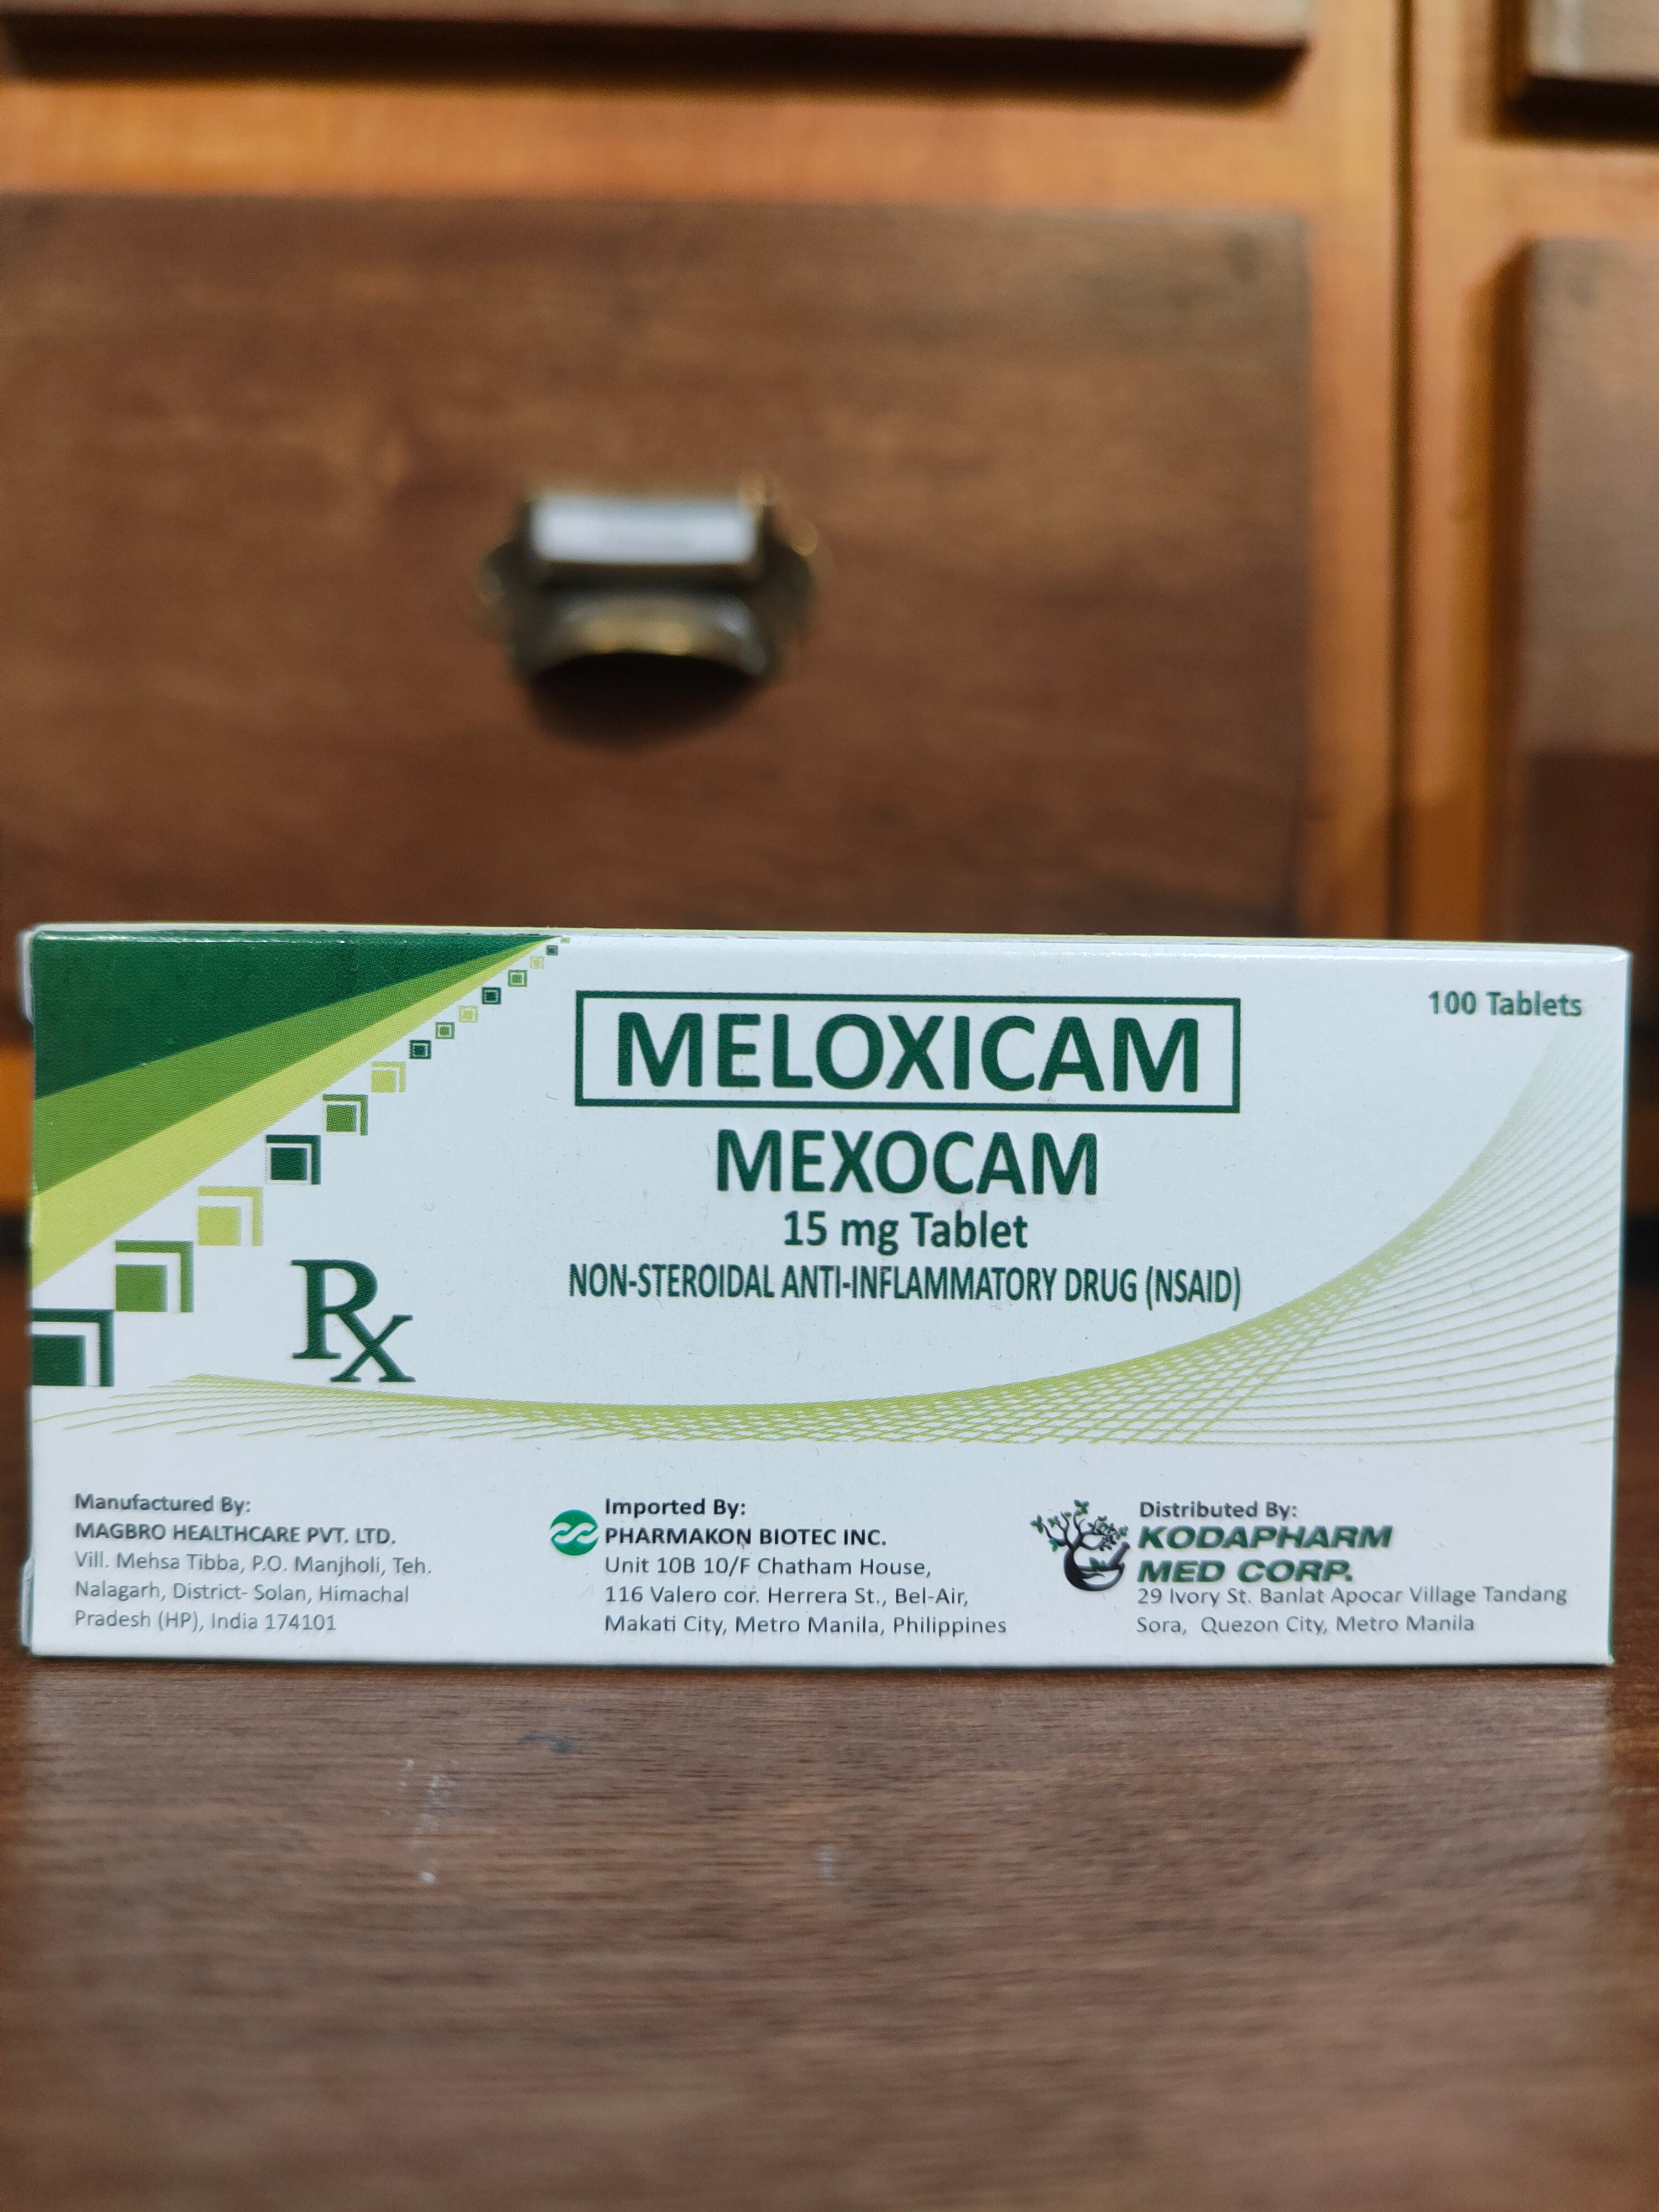 100 Tablets
MELOXICAM
MEXOCAM
15 mg Tablet
NON-STEROIDAL ANTI-INFLAMMATORY DRUG (NSAID)
Rx
Manufactured By:
MAGBRO HEALTHCARE PVT. LTD.
Vill. Mehsa Tibba, P.O. Manjholi, Teh.
Nalagarh, District- Solan, Himachal
Pradesh (HP), India 174101
Imported By:
PHARMAKON BIOTEC INC.
Unit 10B 10/F Chatham House,
116 Valero cor. Herrera St., Bel-Air,
Makati City, Metro Manila, Philippines
Distributed By:
KODAPHARM
MED CORP.
29 Ivory St. Banlat Apocar Village Tandang
Sora, Quezon City, Metro Manila